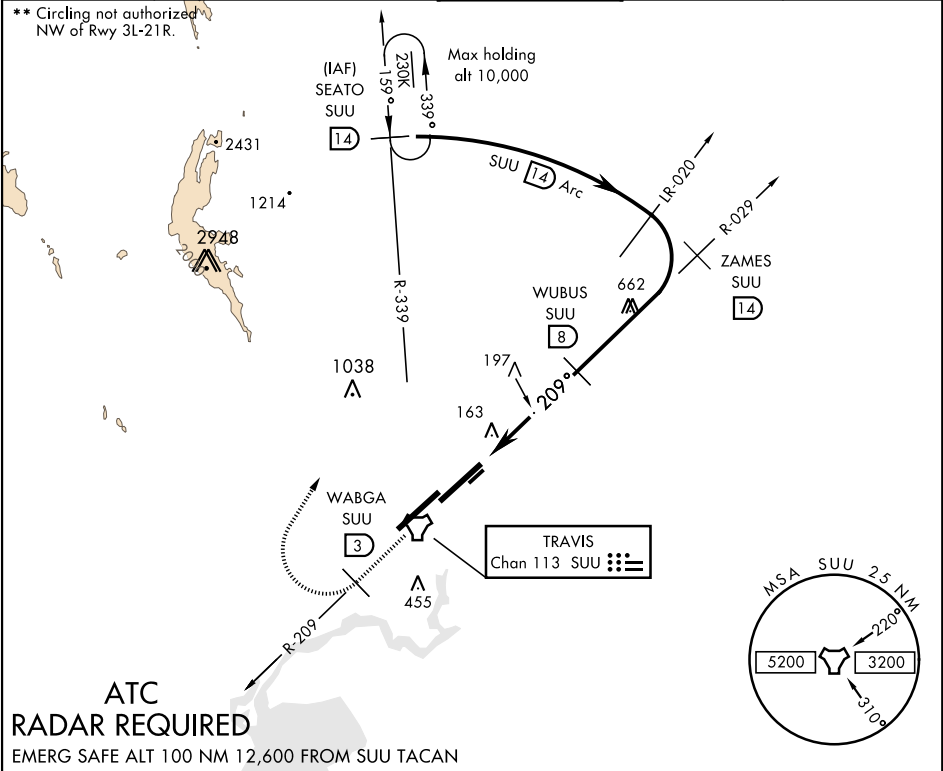 ** Circling not authorized
NW of Rwy 3L-21R.
(IAF)
SEATO
SUU
14
230K
159°
339°
Max holding
alt 10,000
2431
1214
2948
SUU 14 Arc
LR-020
R-029
ZAMES
SUU
14
662
WUBUS
SUU
8
R-339
1038
197
209°
163
WABGA
SUU
3
TRAVIS
Chan 113 SUU
455
R-209
MSA SUU 25 NM
220°
5200
3200
310°
ATC
RADAR REQUIRED
EMERG SAFE ALT 100 NM 12,600 FROM SUU TACAN